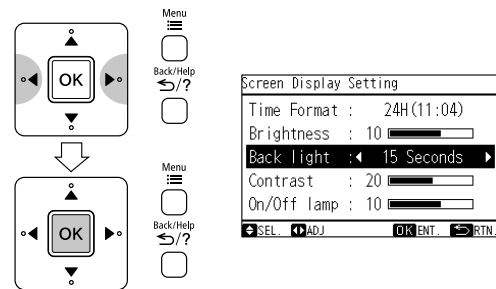 Menu
OK
Back/Help
?
Menu
OK
Back/Help
?
Screen Display Setting
Time Format : 24H(11:04)
Brightness : 10
Back light : 15 Seconds
Contrast : 20
On/Off lamp : 10
SEL. ADJ OK ENT. RTN.